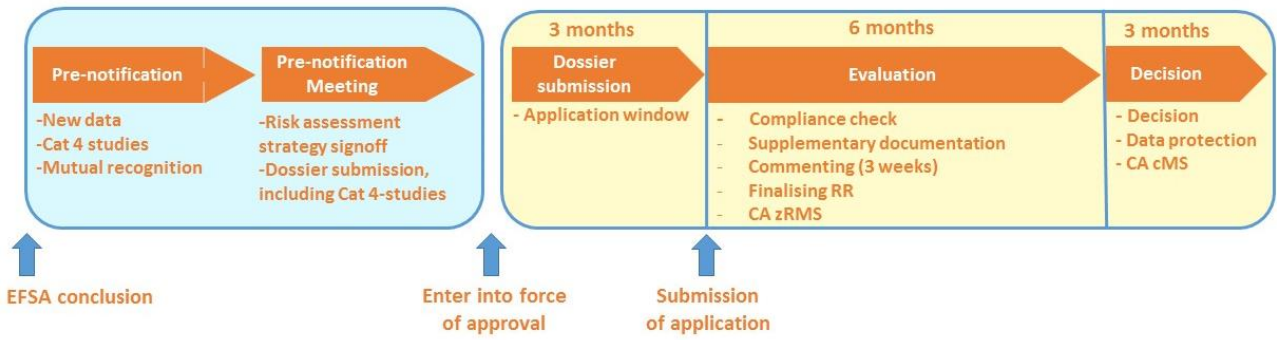 Pre-notification
-New data
-Cat 4 studies
-Mutual recognition
Pre-notification
Meeting
-Risk assessment
strategy signoff
-Dossier submission,
including Cat 4-studies
3 months
Dossier
submission
- Application window
6 months
Evaluation
- Compliance check
- Supplementary documentation
- Commenting (3 weeks)
- Finalising RR
- CA zRMS
3 months
Decision
- Decision
- Data protection
- CA cMS
EFSA conclusion
Enter into force
of approval
Submission
of application